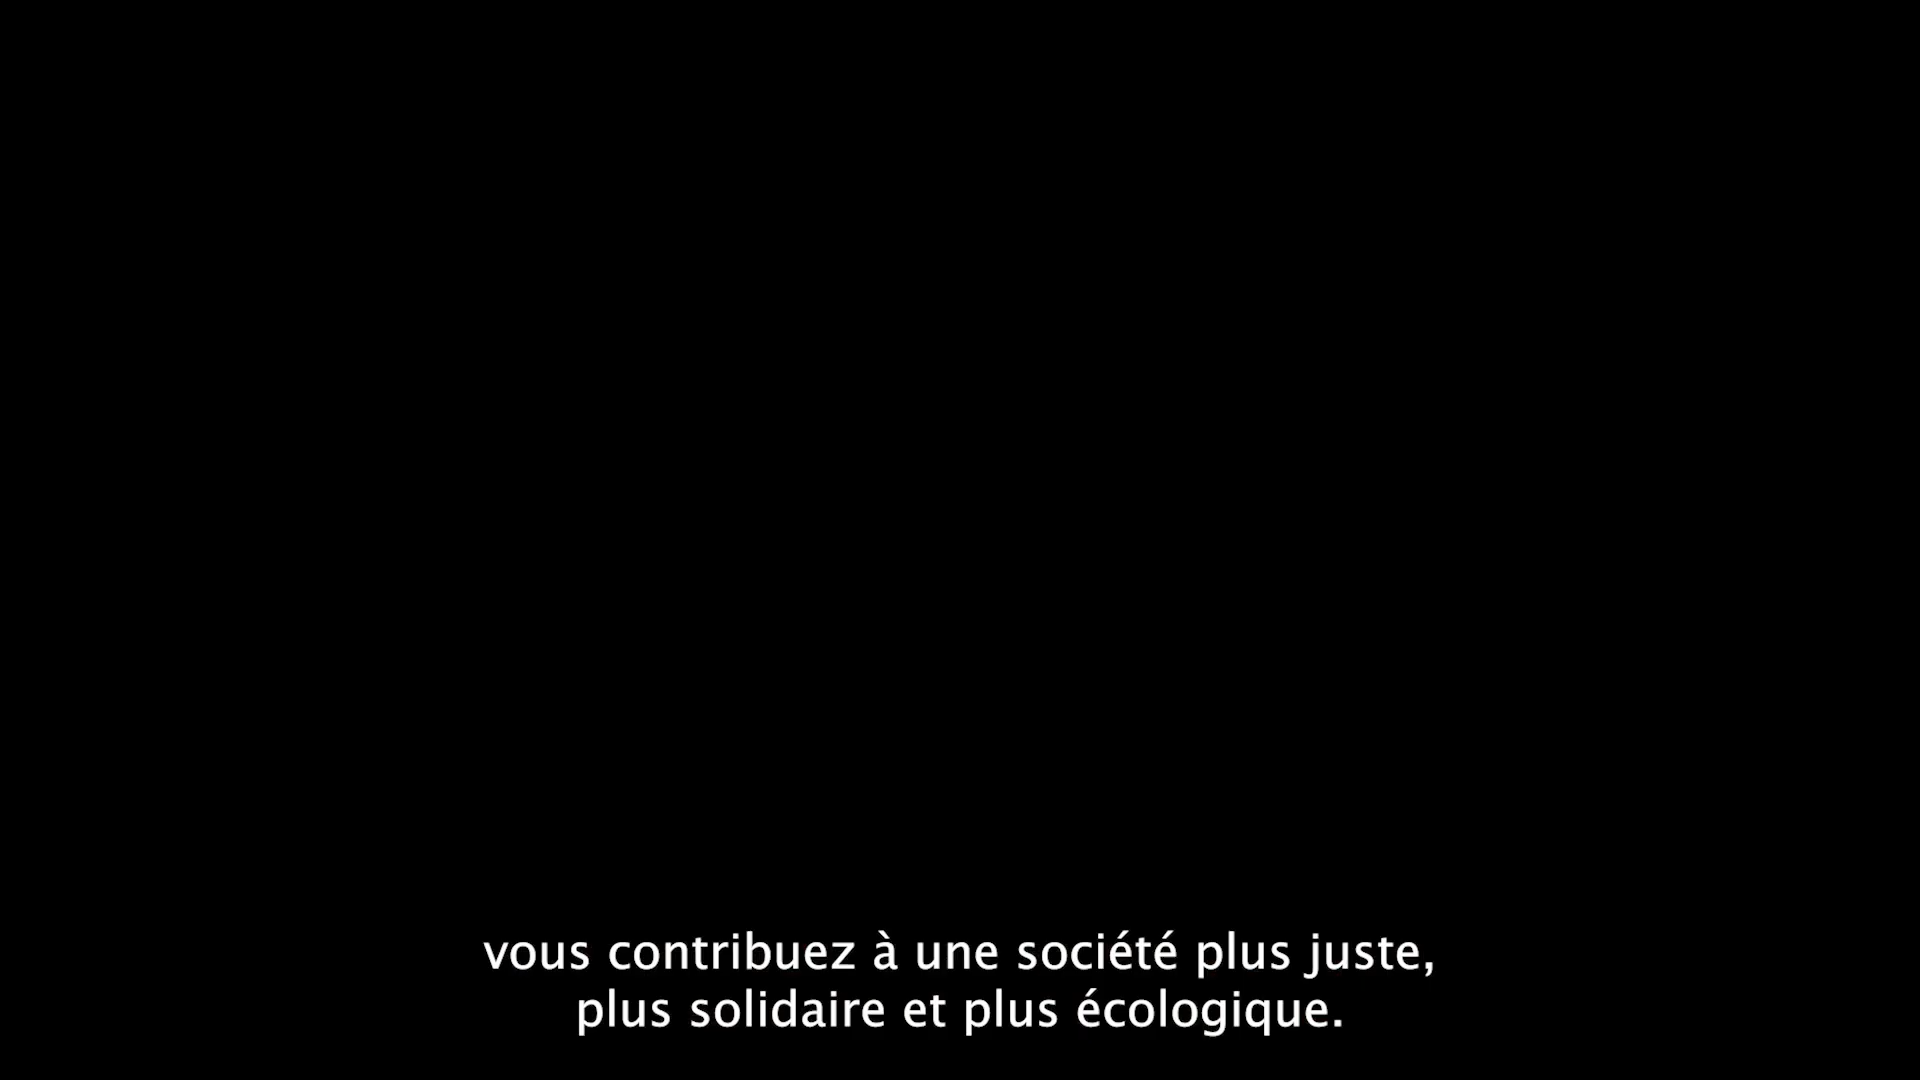 vous contribuez à une société plus juste,
plus solidaire et plus écologique.